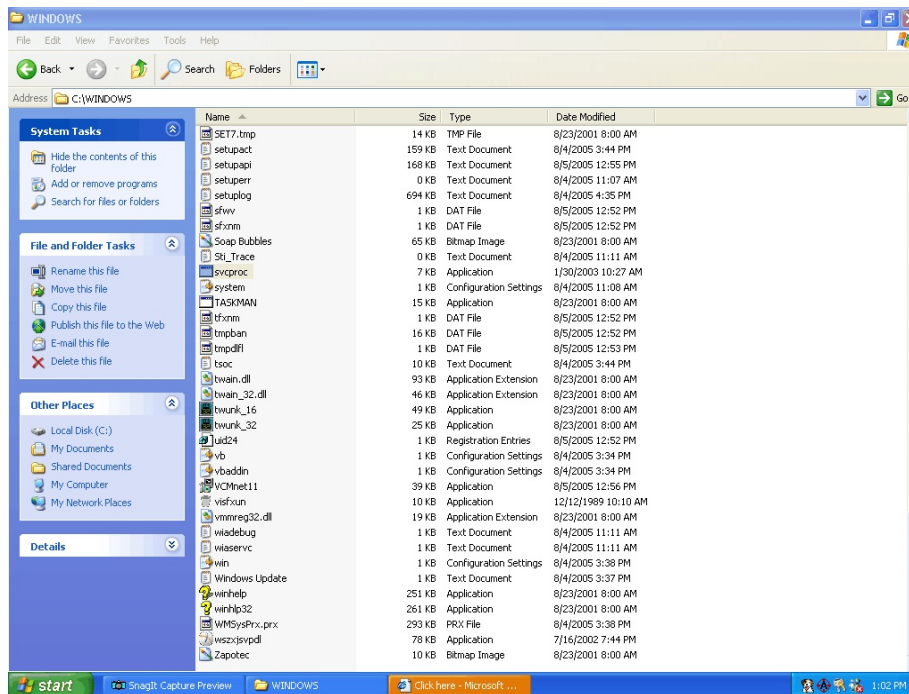 WINDOWS
File Edit View Favorites Tools Help
Back Search Folders
Address C:\WINDOWS Go
System Tasks
Hide the contents of this folder
Add or remove programs
Search for files or folders
File and Folder Tasks
Rename this file
Move this file
Copy this file
Publish this file to the Web
E-mail this file
Delete this file
Other Places
Local Disk (C:)
My Documents
Shared Documents
My Computer
My Network Places
Details
Name Size Type Date Modified
SET7.tmp 14 KB TMP File 8/23/2001 8:00 AM
setupact 159 KB Text Document 8/4/2005 3:44 PM
setupapi 168 KB Text Document 8/5/2005 12:55 PM
setuperr 0 KB Text Document 8/4/2005 11:07 AM
setuplog 694 KB Text Document 8/4/2005 4:35 PM
sfwv 1 KB DAT File 8/5/2005 12:52 PM
sfxnm 1 KB DAT File 8/5/2005 12:52 PM
Soap Bubbles 65 KB Bitmap Image 8/23/2001 8:00 AM
Sti_Trace 0 KB Text Document 8/4/2005 11:11 AM
svcproc 7 KB Application 1/30/2003 10:27 AM
system 1 KB Configuration Settings 8/4/2005 11:08 AM
TASKMAN 15 KB Application 8/23/2001 8:00 AM
tfxnm 1 KB DAT File 8/5/2005 12:52 PM
tmpban 16 KB DAT File 8/5/2005 12:52 PM
tmpdlfl 1 KB DAT File 8/5/2005 12:53 PM
tsoc 10 KB Text Document 8/4/2005 3:44 PM
twain.dll 93 KB Application Extension 8/23/2001 8:00 AM
twain_32.dll 46 KB Application Extension 8/23/2001 8:00 AM
twunk_16 49 KB Application 8/23/2001 8:00 AM
twunk_32 25 KB Application 8/23/2001 8:00 AM
uid24 1 KB Registration Entries 8/5/2005 12:52 PM
vb 1 KB Configuration Settings 8/4/2005 3:34 PM
vbaddin 1 KB Configuration Settings 8/4/2005 3:34 PM
VCMnet11 39 KB Application 8/5/2005 12:56 PM
visfxun 10 KB Application 12/12/1989 10:10 AM
vmmreg32.dll 19 KB Application Extension 8/23/2001 8:00 AM
wiadebug 1 KB Text Document 8/4/2005 11:11 AM
wiaservc 1 KB Text Document 8/4/2005 11:11 AM
win 1 KB Configuration Settings 8/4/2005 3:38 PM
Windows Update 1 KB Text Document 8/4/2005 3:37 PM
winhelp 251 KB Application 8/23/2001 8:00 AM
winhlp32 261 KB Application 8/23/2001 8:00 AM
WMSysPrx.prx 293 KB PRX File 8/4/2005 3:38 PM
wszxjsvpdl 78 KB Application 7/16/2002 7:44 PM
Zapotec 10 KB Bitmap Image 8/23/2001 8:00 AM
start SnagIt Capture Preview WINDOWS Click here - Microsoft ... 1:02 PM